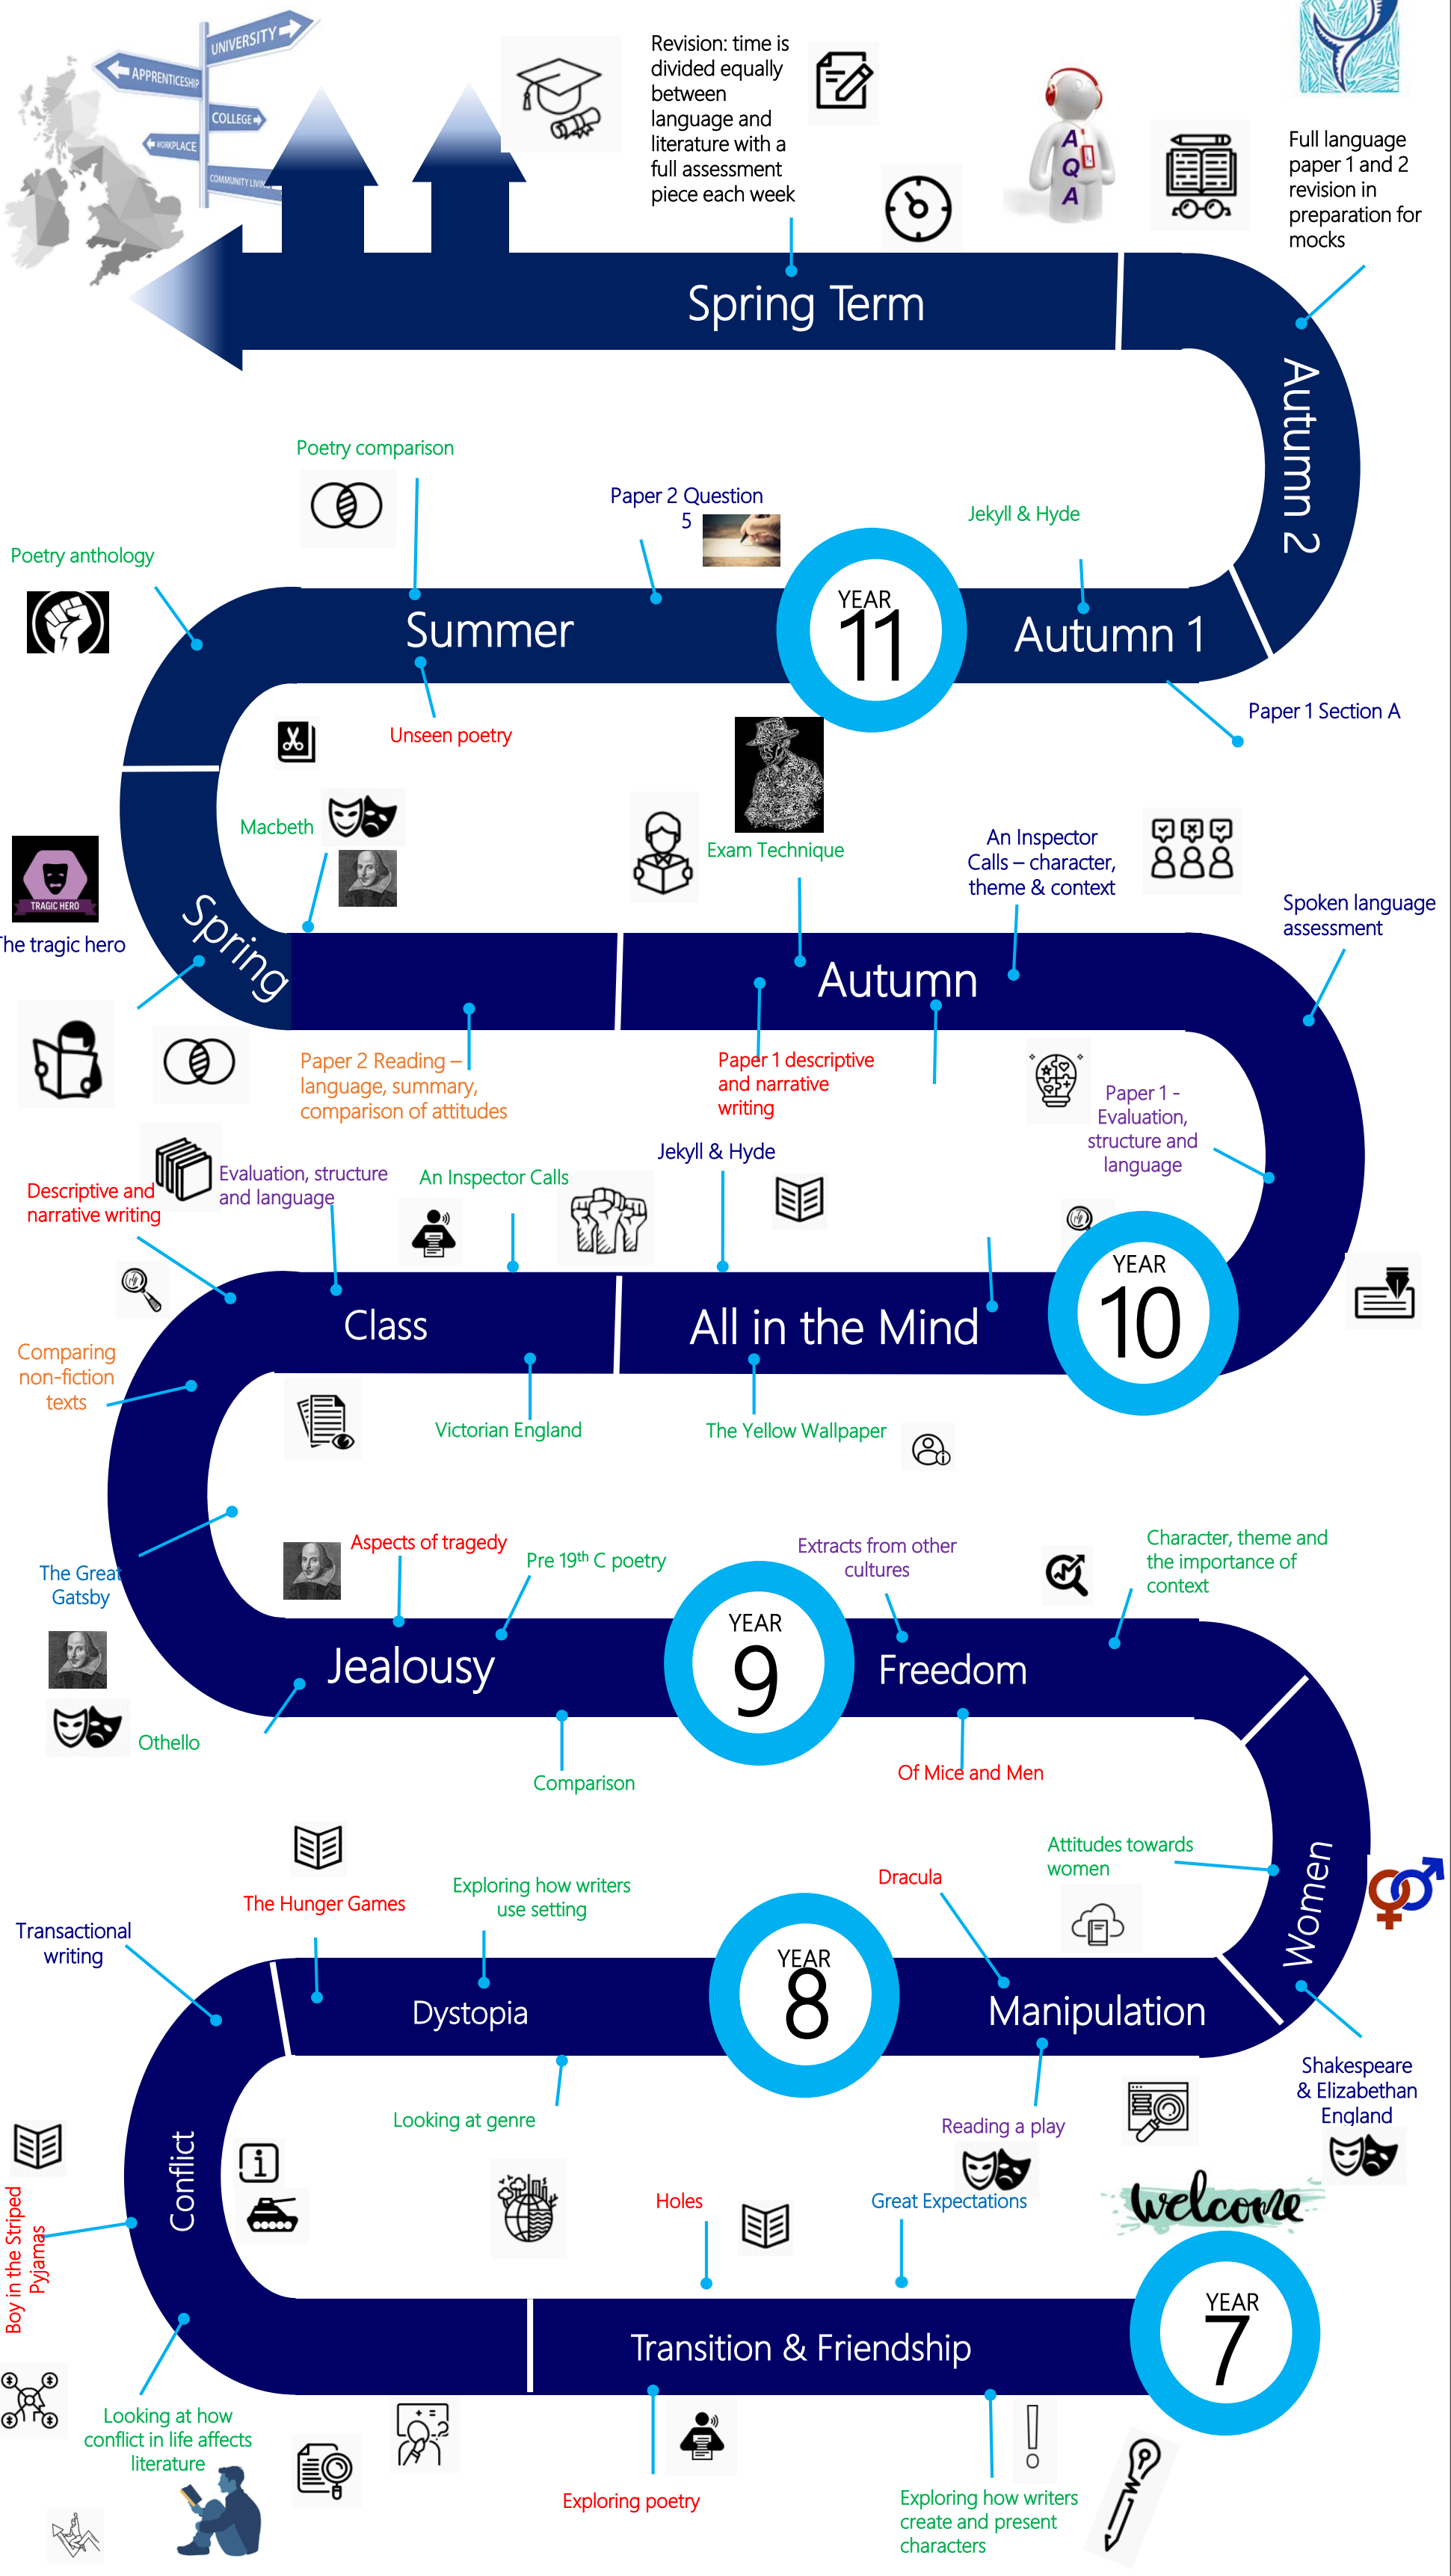 UNIVERSITY
APPRENTICESHIP
COLLEGE
WORKPLACE
COMMUNITY LIVING
Revision: time is
divided equally
between
language and
literature with a
full assessment
piece each week
A
Q
A
Full language
paper 1 and 2
revision in
preparation for
mocks
Spring Term
Autumn 2
Poetry comparison
Paper 2 Question
5
Jekyll & Hyde
Poetry anthology
Summer
YEAR
11
Autumn 1
Unseen poetry
Paper 1 Section A
Macbeth
Exam Technique
An Inspector
Calls – character,
theme & context
Spoken language
assessment
TRAGIC HERO
The tragic hero
Spring
Autumn
Paper 2 Reading –
language, summary,
comparison of attitudes
Paper 1 descriptive
and narrative
writing
Paper 1 -
Evaluation,
structure and
language
Descriptive and
narrative writing
Evaluation, structure
and language
An Inspector Calls
Jekyll & Hyde
Class
All in the Mind
YEAR
10
Comparing
non-fiction
texts
Victorian England
The Yellow Wallpaper
The Great
Gatsby
Aspects of tragedy
Pre 19th C poetry
Extracts from other
cultures
Character, theme and
the importance of
context
Jealousy
YEAR
9
Freedom
Othello
Comparison
Of Mice and Men
Attitudes towards
women
Women
The Hunger Games
Exploring how writers
use setting
Dracula
Transactional
writing
Dystopia
YEAR
8
Manipulation
Shakespeare
& Elizabethan
England
Looking at genre
Reading a play
Conflict
Boy in the Striped
Pyjamas
Holes
Great Expectations
welcome
Transition & Friendship
YEAR
7
Looking at how
conflict in life affects
literature
Exploring poetry
Exploring how writers
create and present
characters